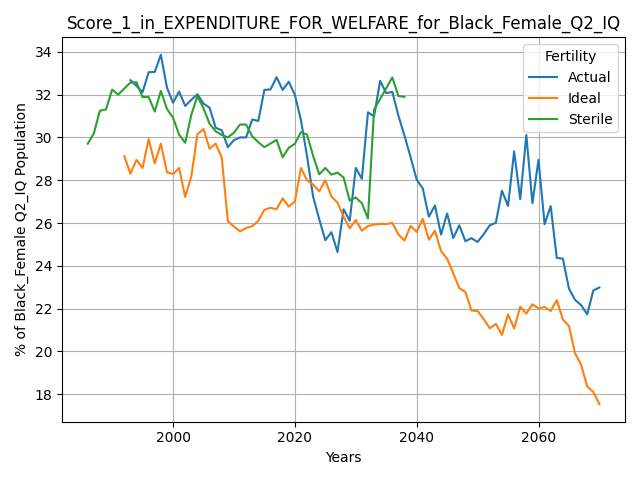 Score_1_in_EXPENDITURE_FOR_WELFARE_for_Black_Female_Q2_IQ
% of Black_Female Q2_IQ Population
34
32
30
28
26
24
22
20
18
Fertility
Actual
Ideal
Sterile
2000 2020 2040 2060
Years